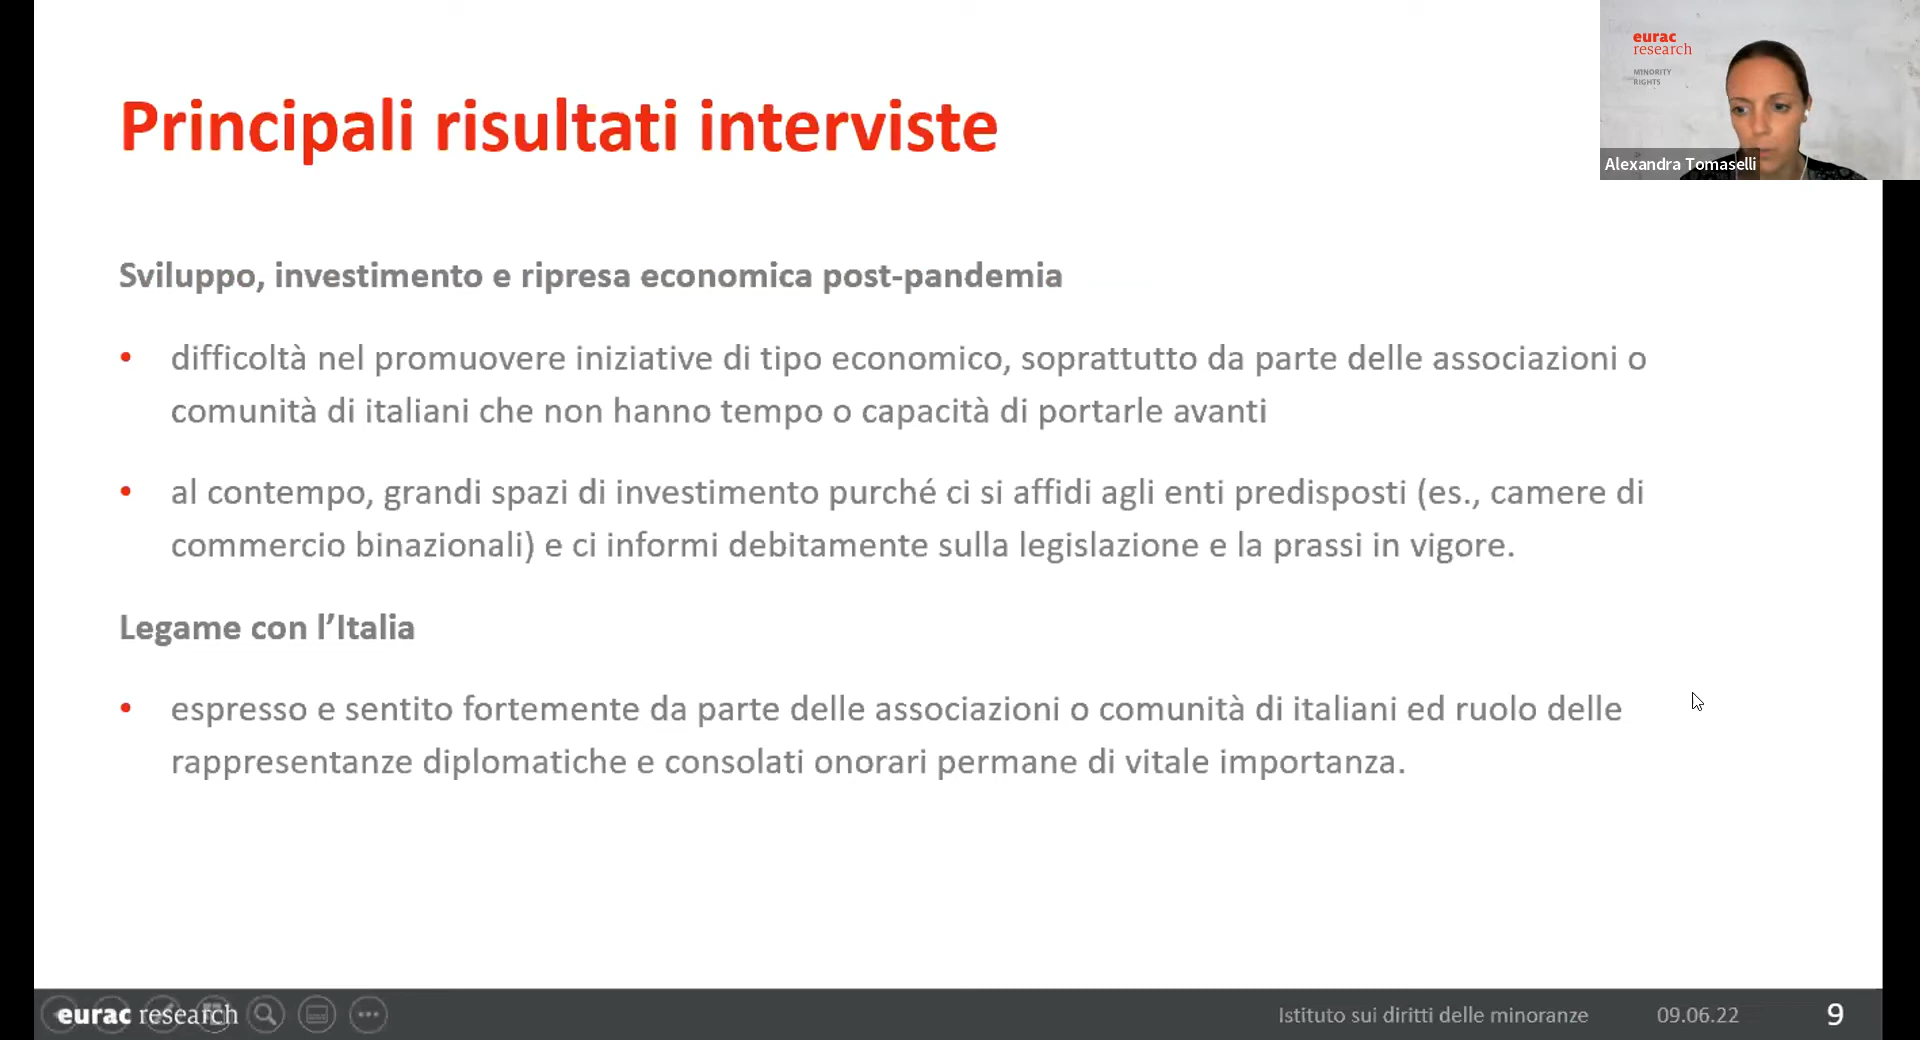 Principali risultati interviste
eurac
research
MINORITY
RIGHTS
Alexandra Tomaselli
Sviluppo, investimento e ripresa economica post-pandemia
• difficoltà nel promuovere iniziative di tipo economico, soprattutto da parte delle associazioni o
comunità di italiani che non hanno tempo o capacità di portarle avanti
• al contempo, grandi spazi di investimento purché ci si affidi agli enti predisposti (es., camere di
commercio binazionali) e ci informi debitamente sulla legislazione e la prassi in vigore.
Legame con l’Italia
• espresso e sentito fortemente da parte delle associazioni o comunità di italiani ed ruolo delle
rappresentanze diplomatiche e consolati onorari permane di vitale importanza.
eurac research
Istituto sui diritti delle minoranze 09.06.22 9